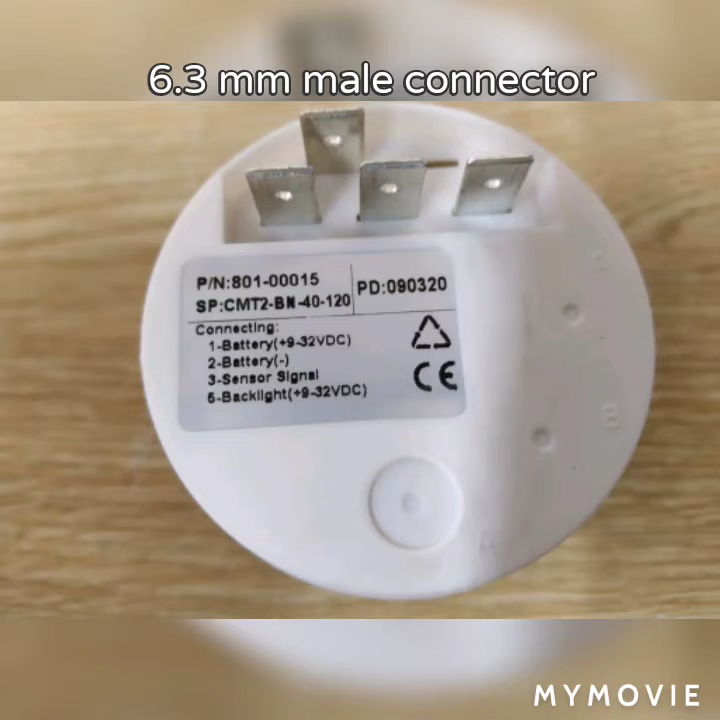 6.3 mm male connector
P/N:801-00015
PD:090320
SP:CMT2-BN-40-120
Connecting:
1-Battery(+9-32VDC)
2-Battery(-)
3-Sensor Signal
5-Backlight(+9-32VDC)
CE
MYMOVIE